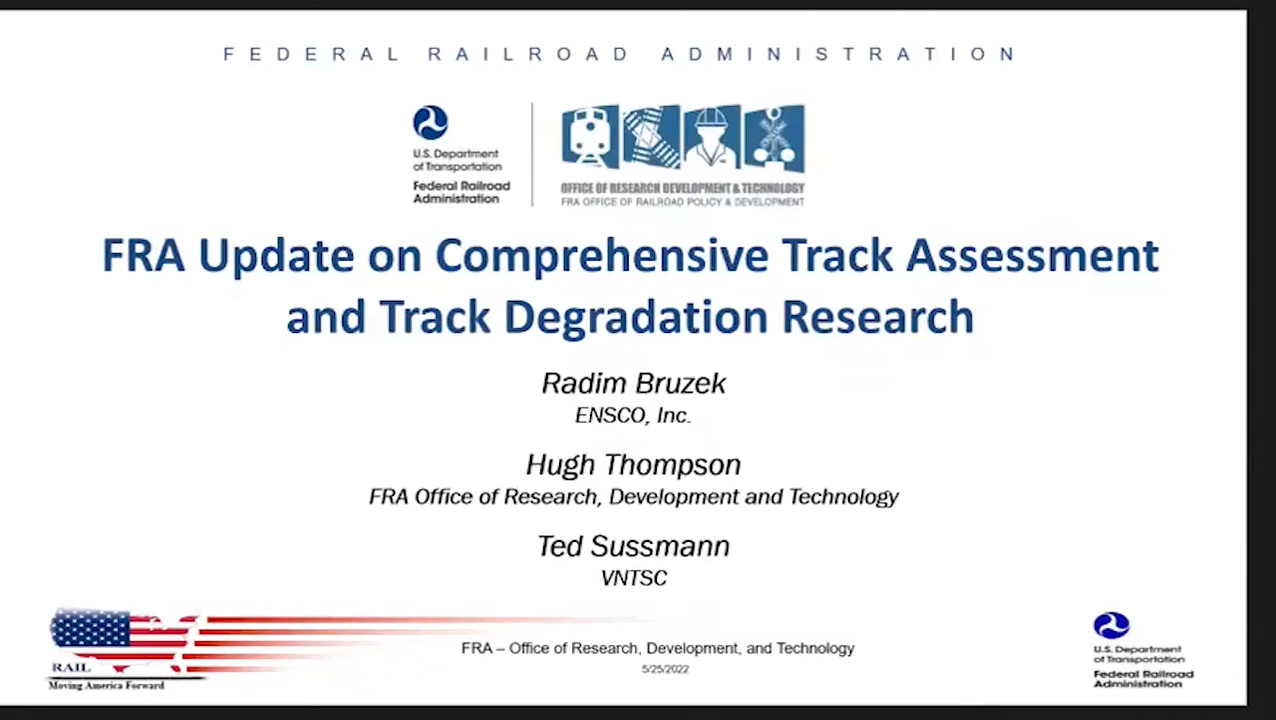 FEDERAL RAILROAD ADMINISTRATION
U.S. Department
of Transportation
Federal Railroad
Administration
OFFICE OF RESEARCH DEVELOPMENT & TECHNOLOGY
FRA OFFICE OF RAILROAD POLICY & DEVELOPMENT
FRA Update on Comprehensive Track Assessment
and Track Degradation Research
Radim Bruzek
ENSCO, Inc.
Hugh Thompson
FRA Office of Research, Development and Technology
Ted Sussmann
VNTSC
RAIL
Moving America Forward
FRA – Office of Research, Development, and Technology
5/25/2022
U.S. Department
of Transportation
Federal Railroad
Administration